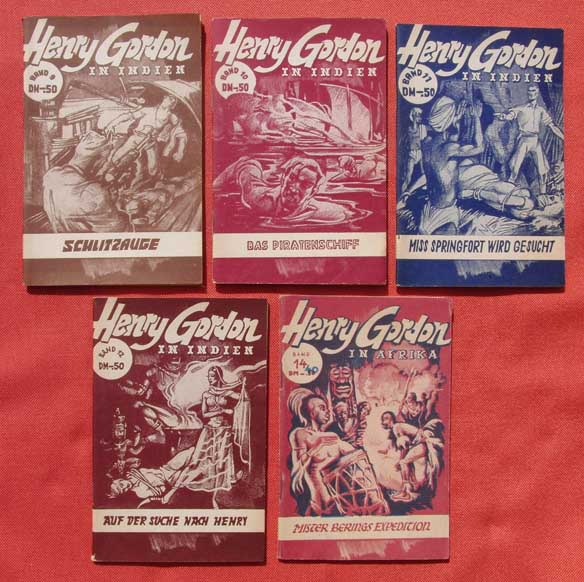 Henry Gordon
IN INDIEN
BAND 9
DM-.50
SCHLITZAUGE
Henry Gordon
IN INDIEN
BAND 10
DM-.50
DAS PIRATENSCHIFF
Henry Gordon
IN INDIEN
BAND 11
DM-.50
MISS SPRINGFORT WIRD GESUCHT
Henry Gordon
IN INDIEN
BAND 12
DM-.50
AUF DER SUCHE NACH HENRY
Henry Gordon
IN AFRIKA
BAND
14
DM-
MISTER BERINGS EXPEDITION